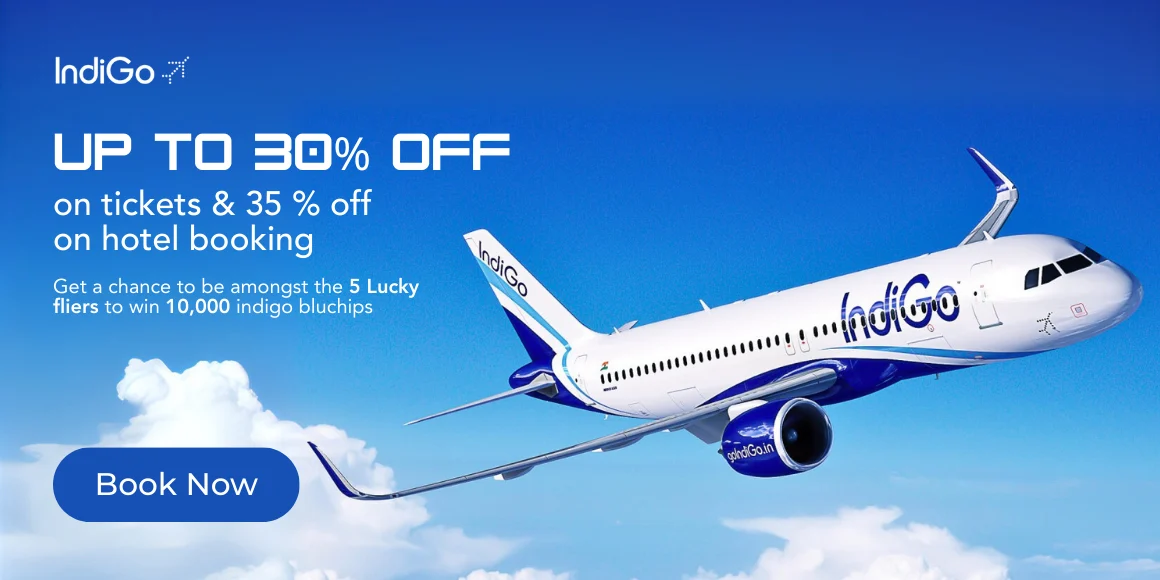 IndiGo
UP TO 30% OFF
on tickets & 35 % off
on hotel booking
Get a chance to be amongst the 5 Lucky
fliers to win 10,000 indigo bluchips
IndiGo
IndiGo
goIndiGo.in
Book Now